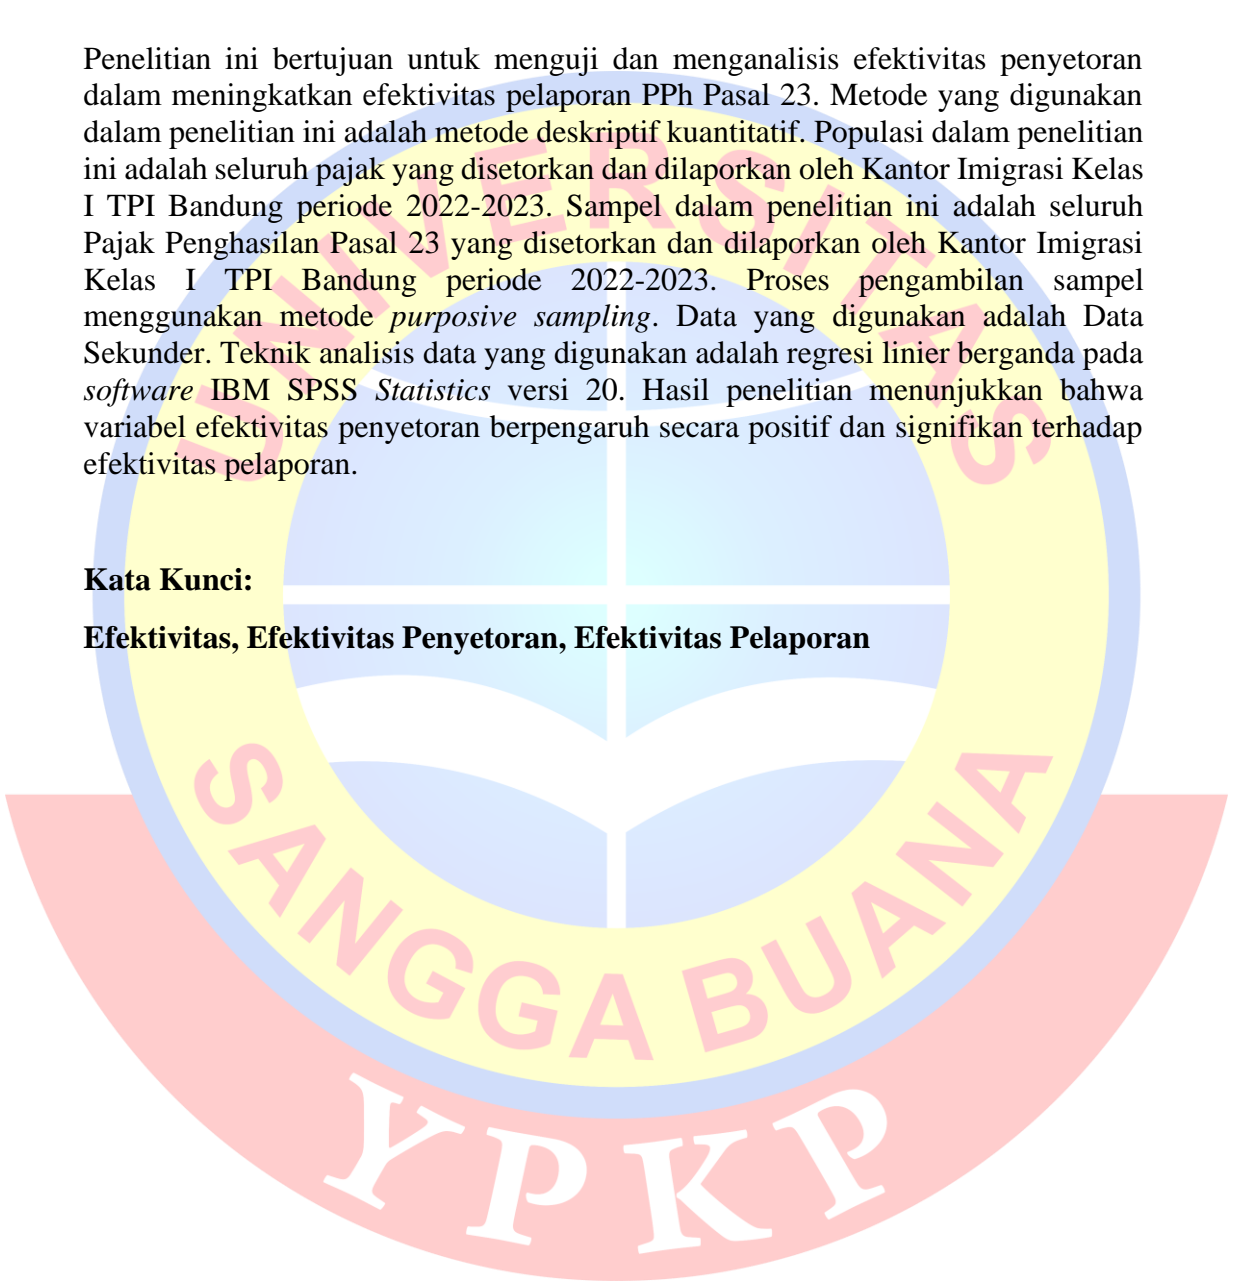 Penelitian ini bertujuan untuk menguji dan menganalisis efektivitas penyetoran
dalam meningkatkan efektivitas pelaporan PPh Pasal 23. Metode yang digunakan
dalam penelitian ini adalah metode deskriptif kuantitatif. Populasi dalam penelitian
ini adalah seluruh pajak yang disetorkan dan dilaporkan oleh Kantor Imigrasi Kelas
I TPI Bandung periode 2022-2023. Sampel dalam penelitian ini adalah seluruh
Pajak Penghasilan Pasal 23 yang disetorkan dan dilaporkan oleh Kantor Imigrasi
Kelas I TPI Bandung periode 2022-2023. Proses pengambilan sampel
menggunakan metode purposive sampling. Data yang digunakan adalah Data
Sekunder. Teknik analisis data yang digunakan adalah regresi linier berganda pada
software IBM SPSS Statistics versi 20. Hasil penelitian menunjukkan bahwa
variabel efektivitas penyetoran berpengaruh secara positif dan signifikan terhadap
efektivitas pelaporan.
Kata Kunci:
Efektivitas, Efektivitas Penyetoran, Efektivitas Pelaporan
UNIVERSITAS
SANGGA BUANA
YPKP